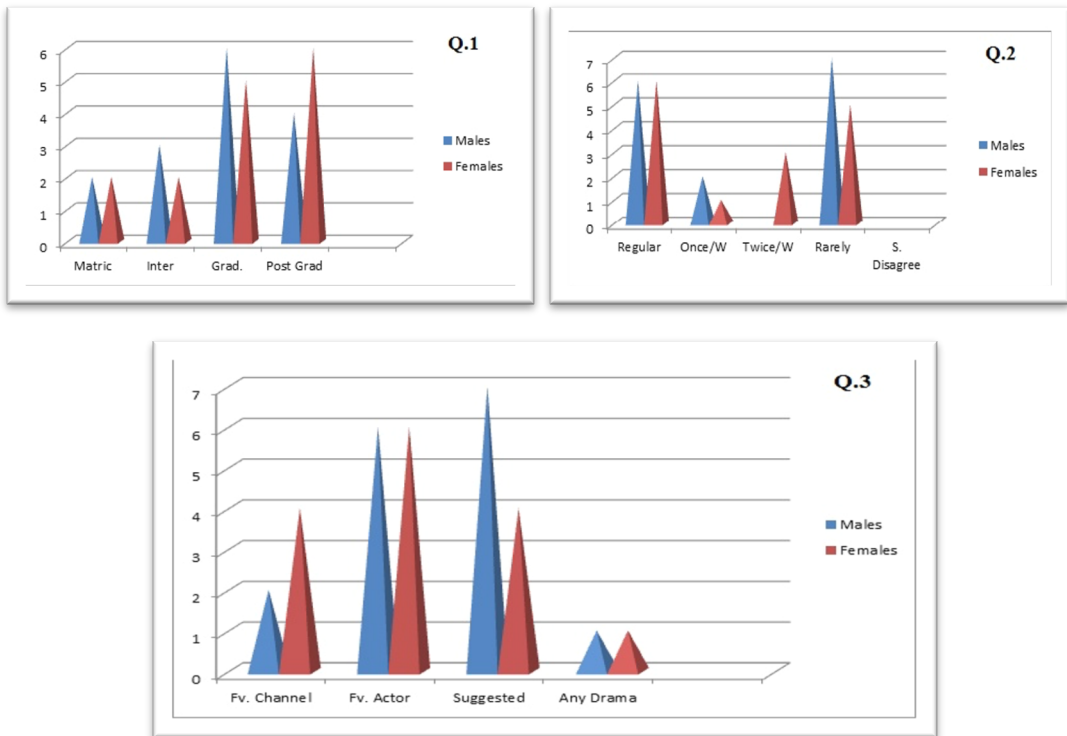 Q.1
6
5
4
3
2
1
0
Matric Inter Grad. Post Grad
Males
Females
Q.2
7
6
5
4
3
2
1
0
Regular Once/W Twice/W Rarely S.
Disagree
Males
Females
Q.3
7
6
5
4
3
2
1
0
Fv. Channel Fv. Actor Suggested Any Drama
Males
Females